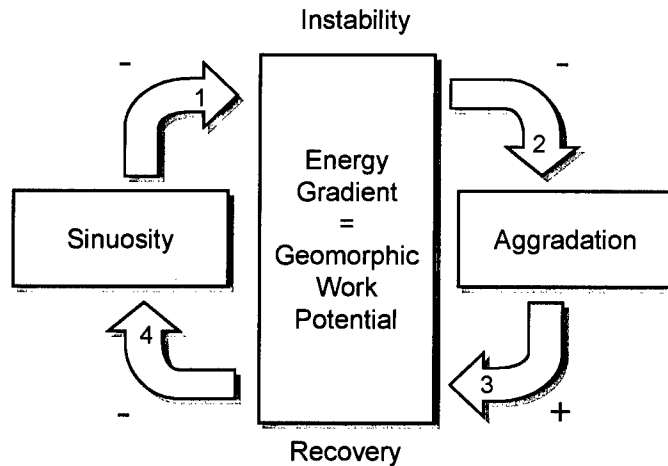 Instability
-
-
1
2
Energy
Gradient
=
Geomorphic
Work
Potential
Sinuosity
Aggradation
4
3
-
+
Recovery